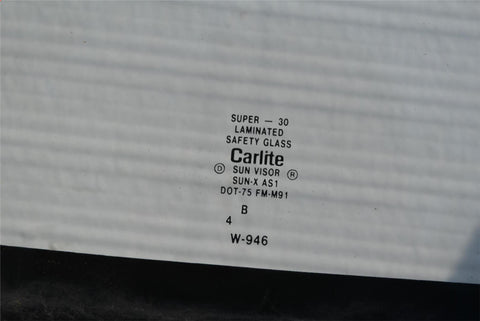 SUPER — 30
LAMINATED
SAFETY GLASS
Carlite
D SUN VISOR R
SUN-X AS1
DOT-75 FM-M91
B
4
W-946